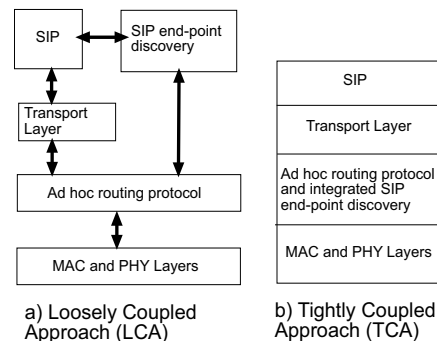 SIP
SIP end-point
discovery
Transport
Layer
Ad hoc routing protocol
MAC and PHY Layers
a) Loosely Coupled
Approach (LCA)
SIP
Transport Layer
Ad hoc routing protocol
and integrated SIP
end-point discovery
MAC and PHY Layers
b) Tightly Coupled
Approach (TCA)